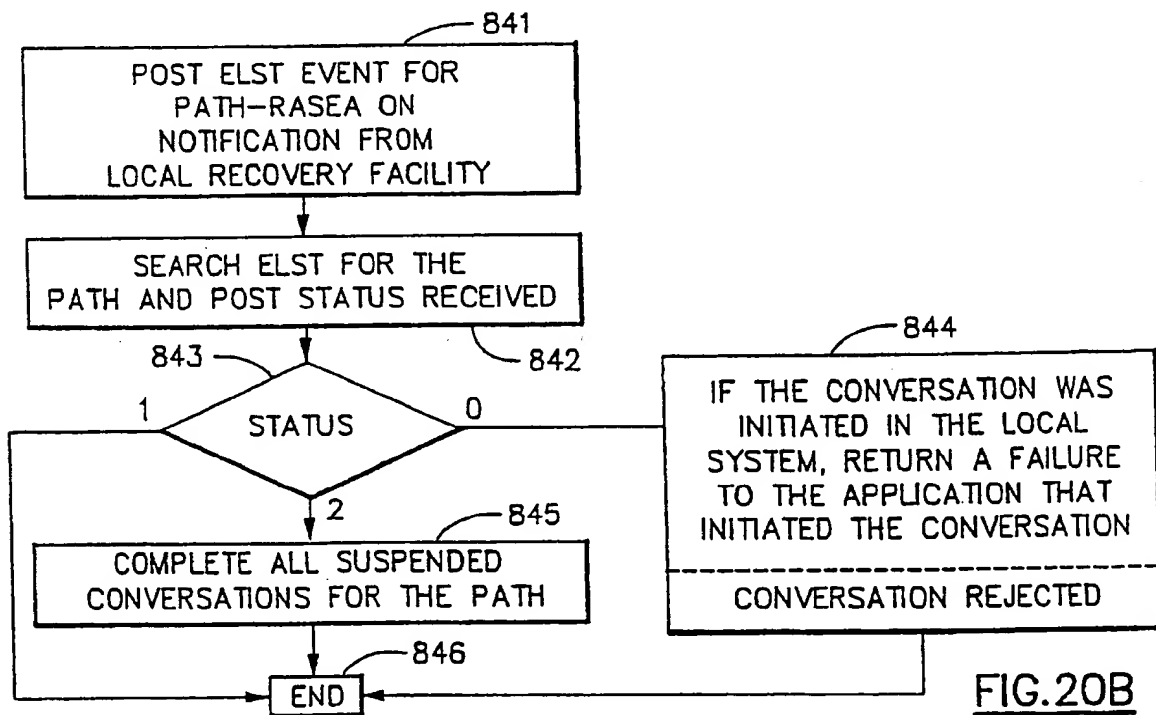 841
POST ELST EVENT FOR
PATH-RASEA ON
NOTIFICATION FROM
LOCAL RECOVERY FACILITY
SEARCH ELST FOR THE
PATH AND POST STATUS RECEIVED
842
843
1
STATUS
0
2
844
IF THE CONVERSATION WAS
INITIATED IN THE LOCAL
SYSTEM, RETURN A FAILURE
TO THE APPLICATION THAT
INITIATED THE CONVERSATION
CONVERSATION REJECTED
845
COMPLETE ALL SUSPENDED
CONVERSATIONS FOR THE PATH
846
END
FIG.20B